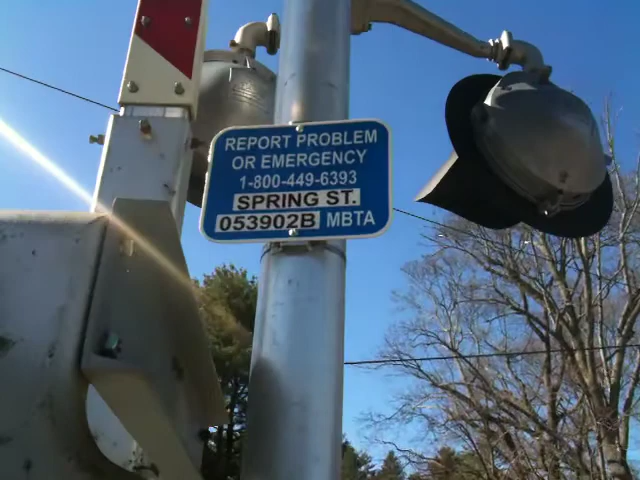 REPORT PROBLEM
OR EMERGENCY
1-800-449-6393
SPRING ST.
053902B MBTA